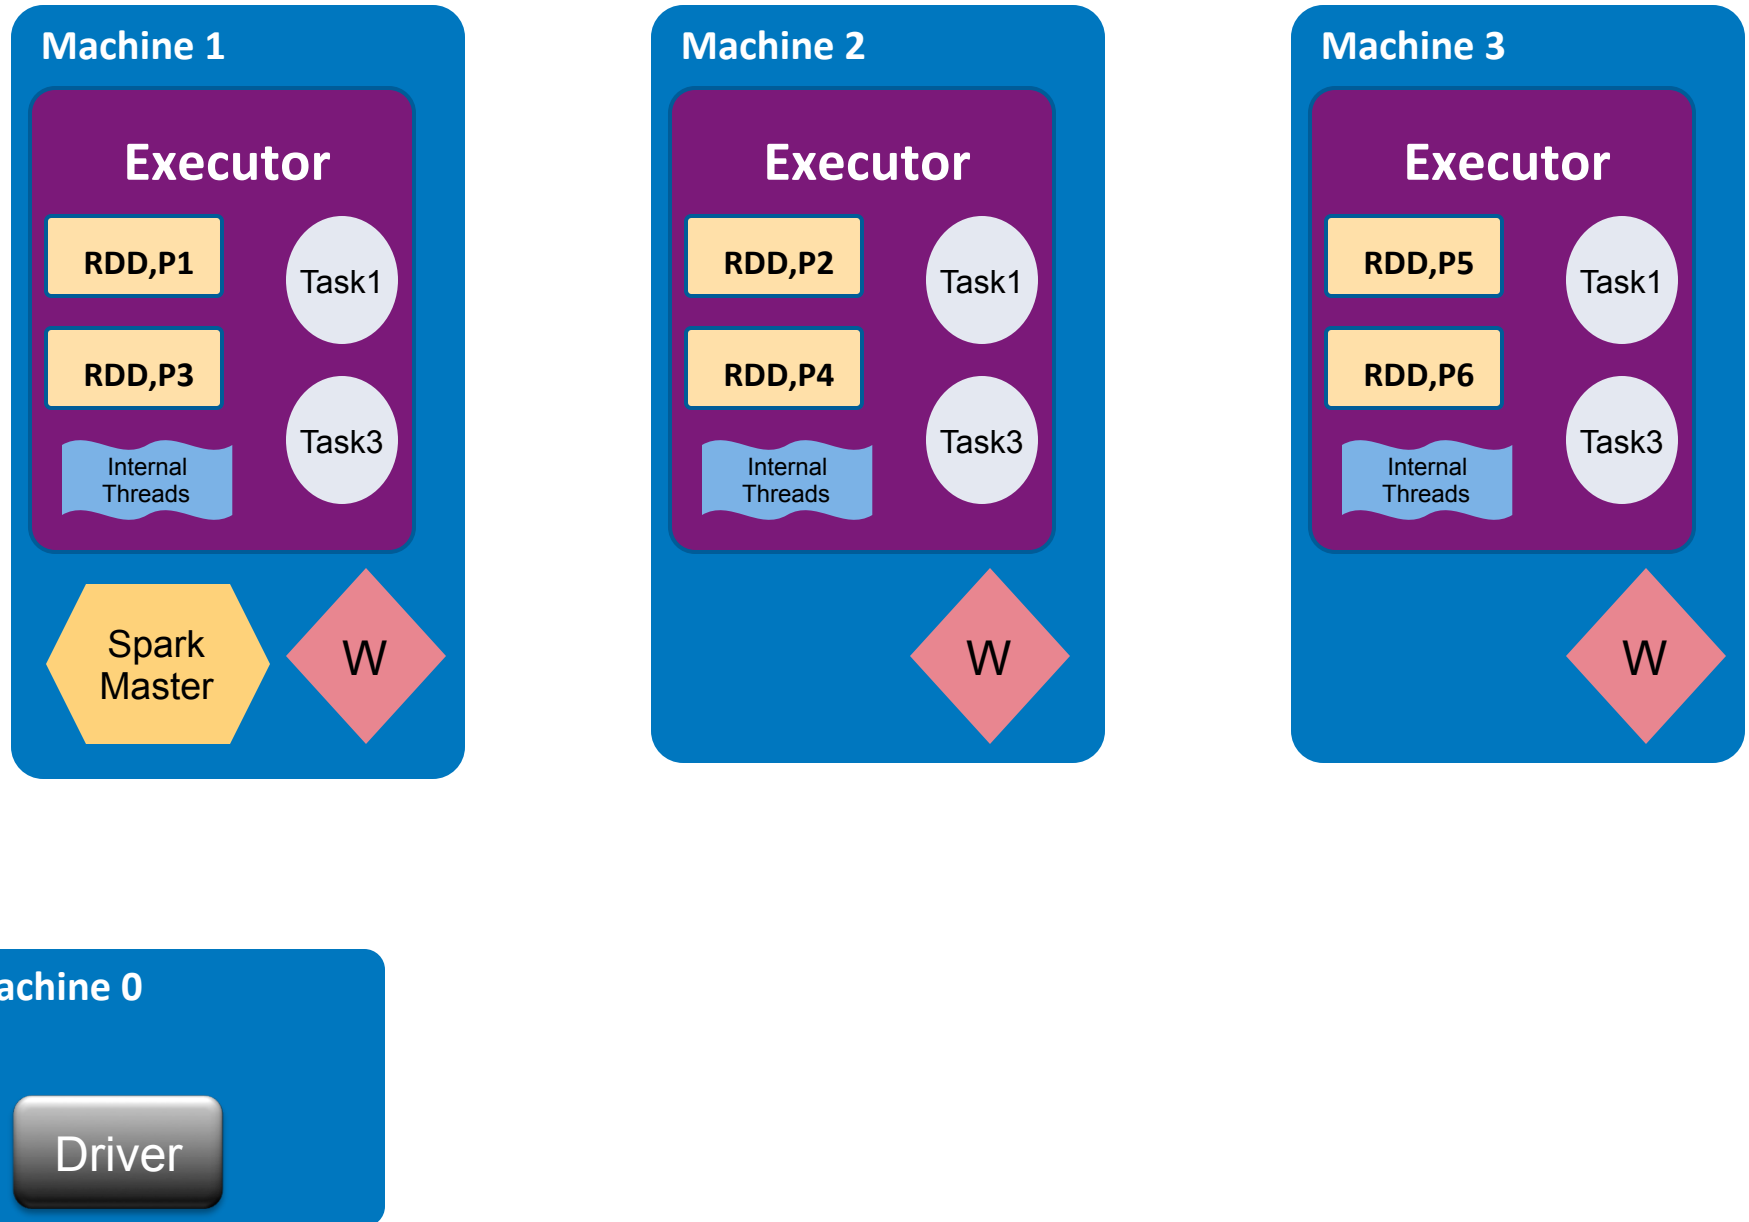 Machine 1
Executor
RDD,P1
Task1
RDD,P3
Task3
Internal
Threads
Spark
Master
W
Machine 2
Executor
RDD,P2
Task1
RDD,P4
Task3
Internal
Threads
W
Machine 3
Executor
RDD,P5
Task1
RDD,P6
Task3
Internal
Threads
W
achine 0
Driver